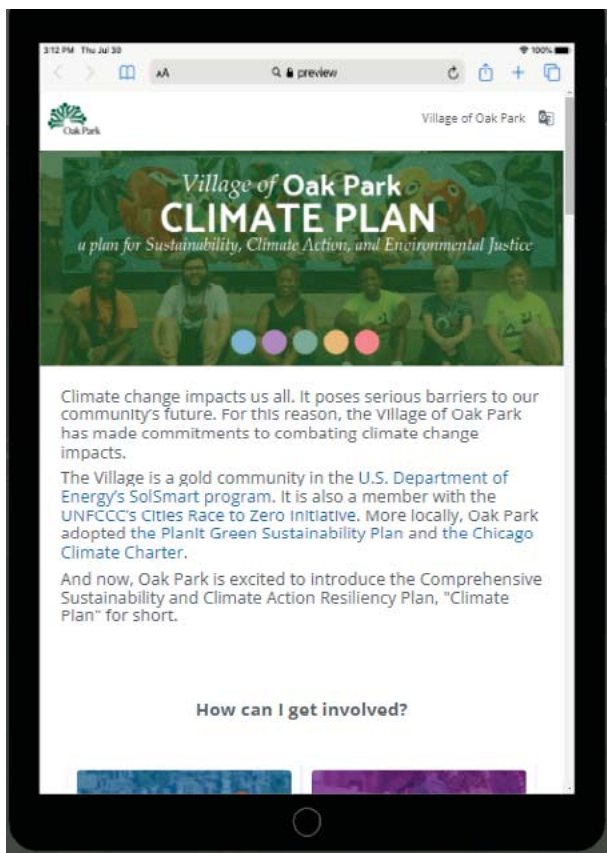 3:12 PM Thu Jul 30
100%
AA
preview
Oak Park
Village of Oak Park
Village of Oak Park
CLIMATE PLAN
a plan for Sustainability, Climate Action, and Environmental Justice
Climate change impacts us all. It poses serious barriers to our
community's future. For this reason, the Village of Oak Park
has made commitments to combating climate change
impacts.
The Village is a gold community in the U.S. Department of
Energy's SolSmart program. It is also a member with the
UNFCCC's Cities Race to Zero Initiative. More locally, Oak Park
adopted the PlanIt Green Sustainability Plan and the Chicago
Climate Charter.
And now, Oak Park is excited to introduce the Comprehensive
Sustainability and Climate Action Resiliency Plan, "Climate
Plan" for short.
How can I get involved?